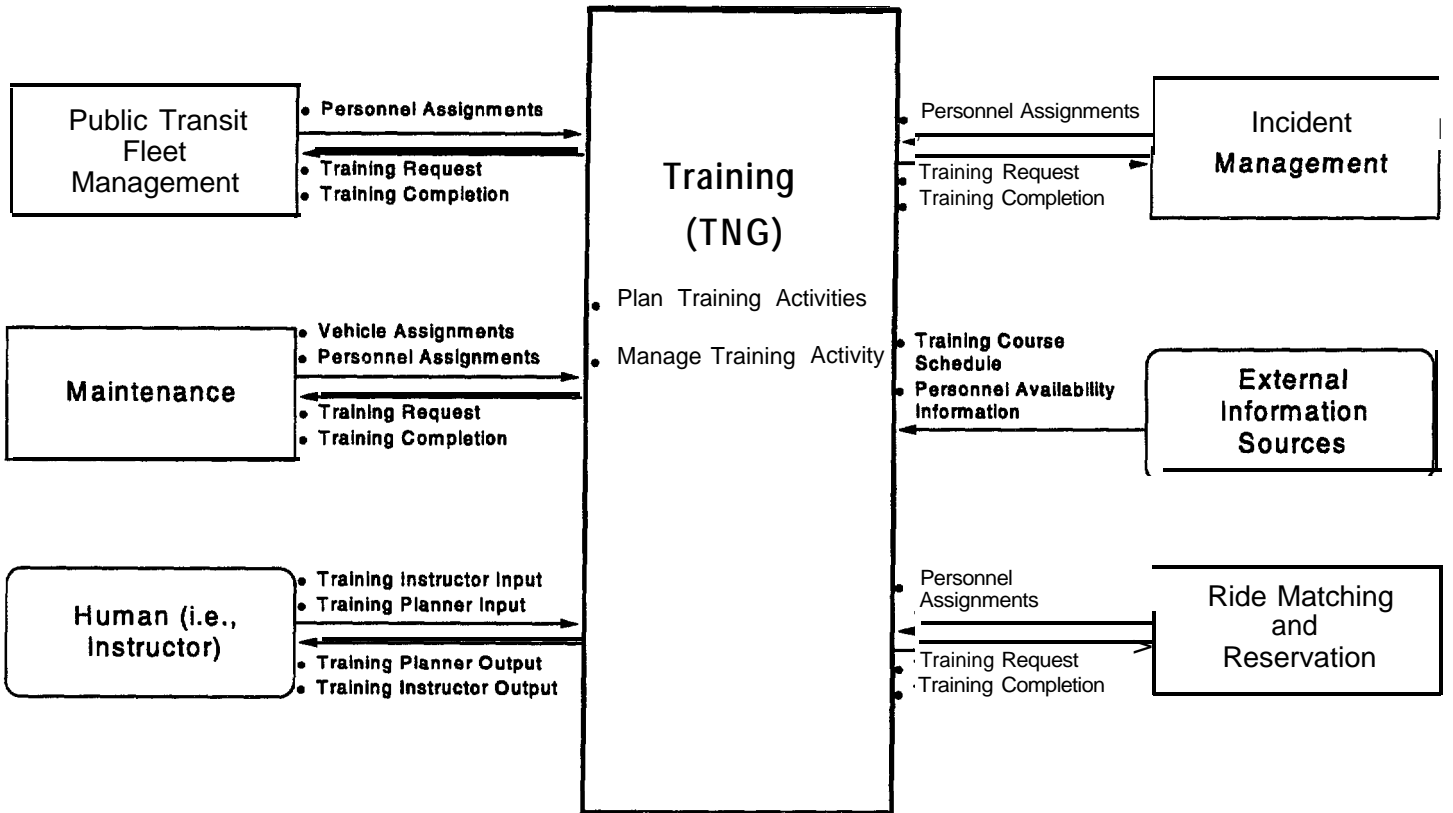 Public Transit
Fleet
Management
• Personnel Assignments
• Training Request
• Training Completion
Maintenance
• Vehicle Assignments
• Personnel Assignments
• Training Request
• Training Completion
Human (i.e.,
Instructor)
• Training Instructor Input
• Training Planner Input
• Training Planner Output
• Training Instructor Output
Training
(TNG)
• Plan Training Activities
• Manage Training Activity
• Personnel Assignments
• Training Request
• Training Completion
Incident
Management
• Training Course
Schedule
• Personnel Availability
Information
External
Information
Sources
• Personnel
Assignments
• Training Request
• Training Completion
Ride Matching
and
Reservation